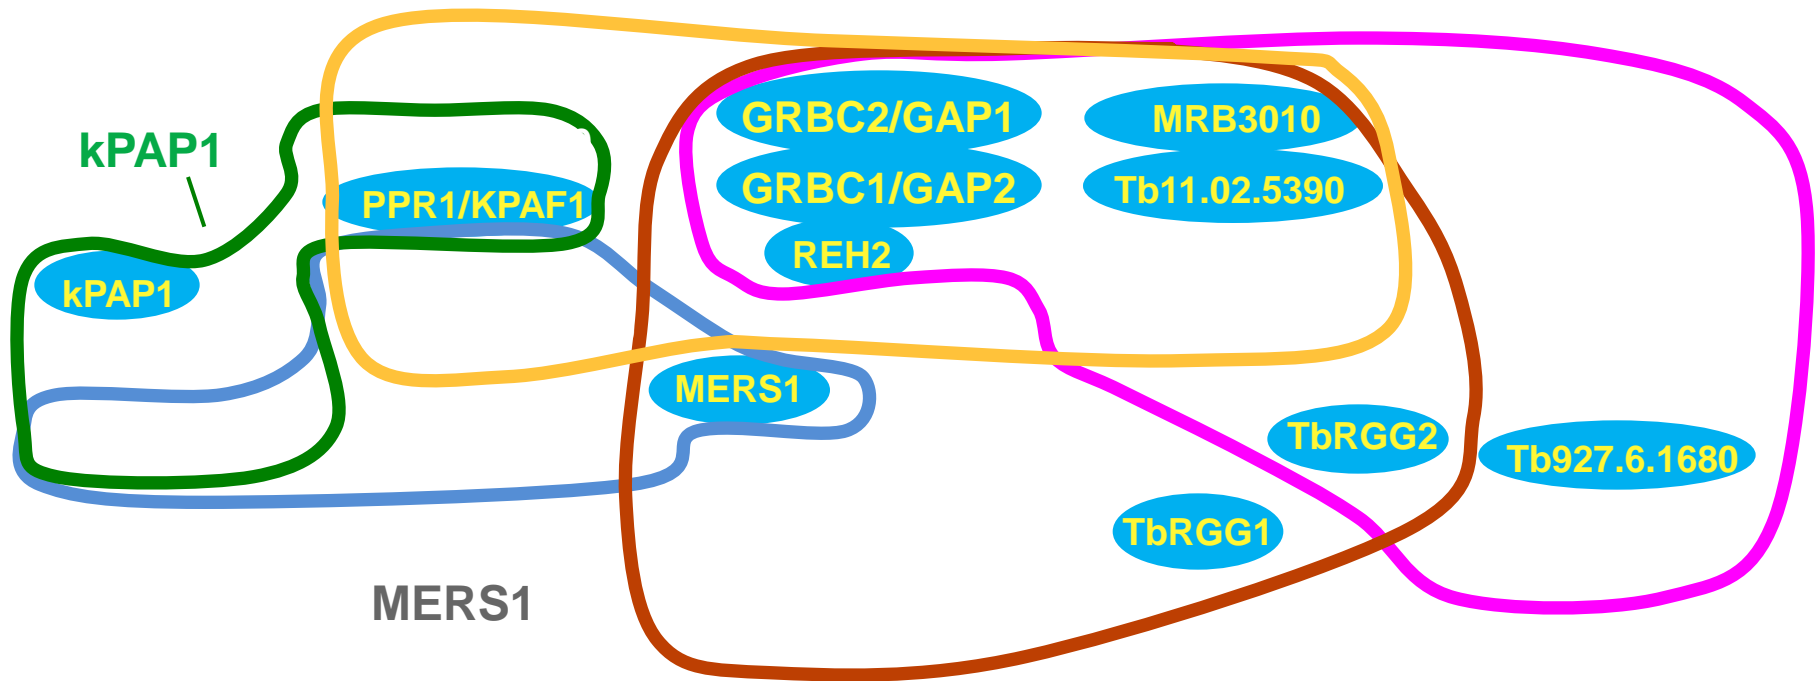 GRBC2/GAP1
MRB3010
kPAP1
GRBC1/GAP2
Tb11.02.5390
PPR1/KPAF1
REH2
kPAP1
MERS1
TbRGG2
Tb927.6.1680
TbRGG1
MERS1